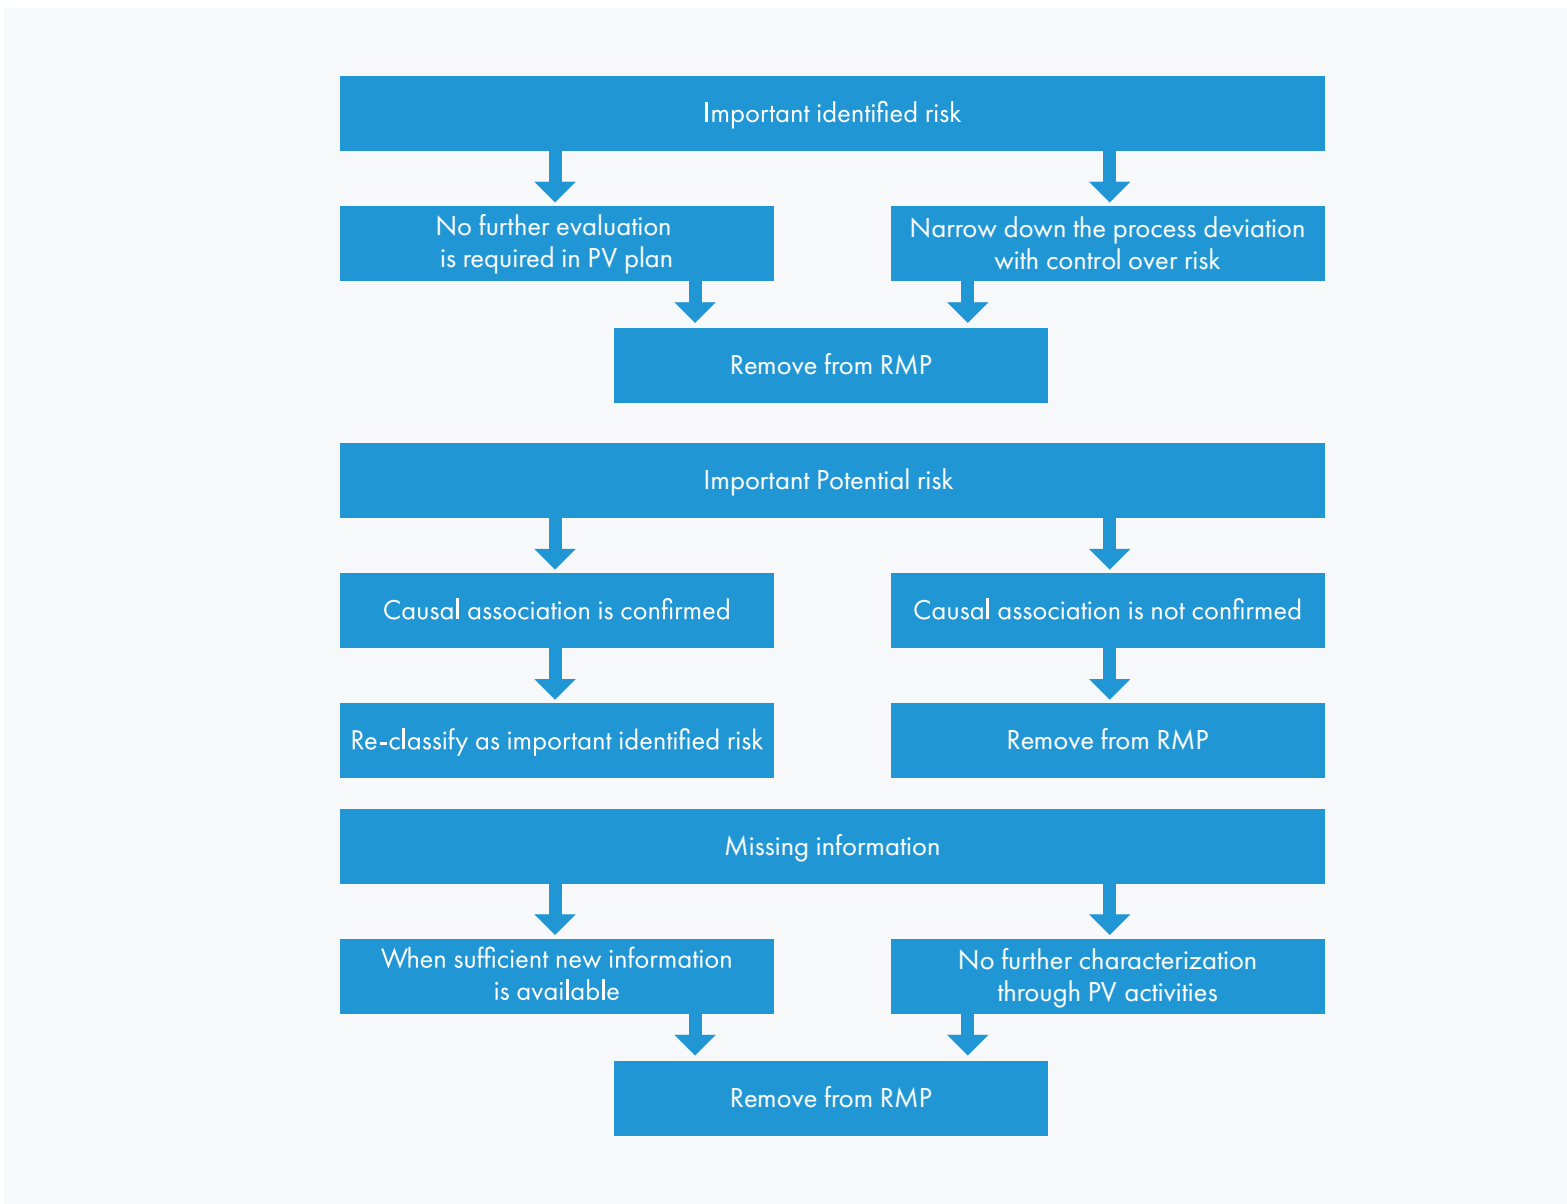 Important identified risk
No further evaluation
is required in PV plan
Narrow down the process deviation
with control over risk
Remove from RMP
Important Potential risk
Causal association is confirmed
Causal association is not confirmed
Re-classify as important identified risk
Remove from RMP
Missing information
When sufficient new information
is available
No further characterization
through PV activities
Remove from RMP